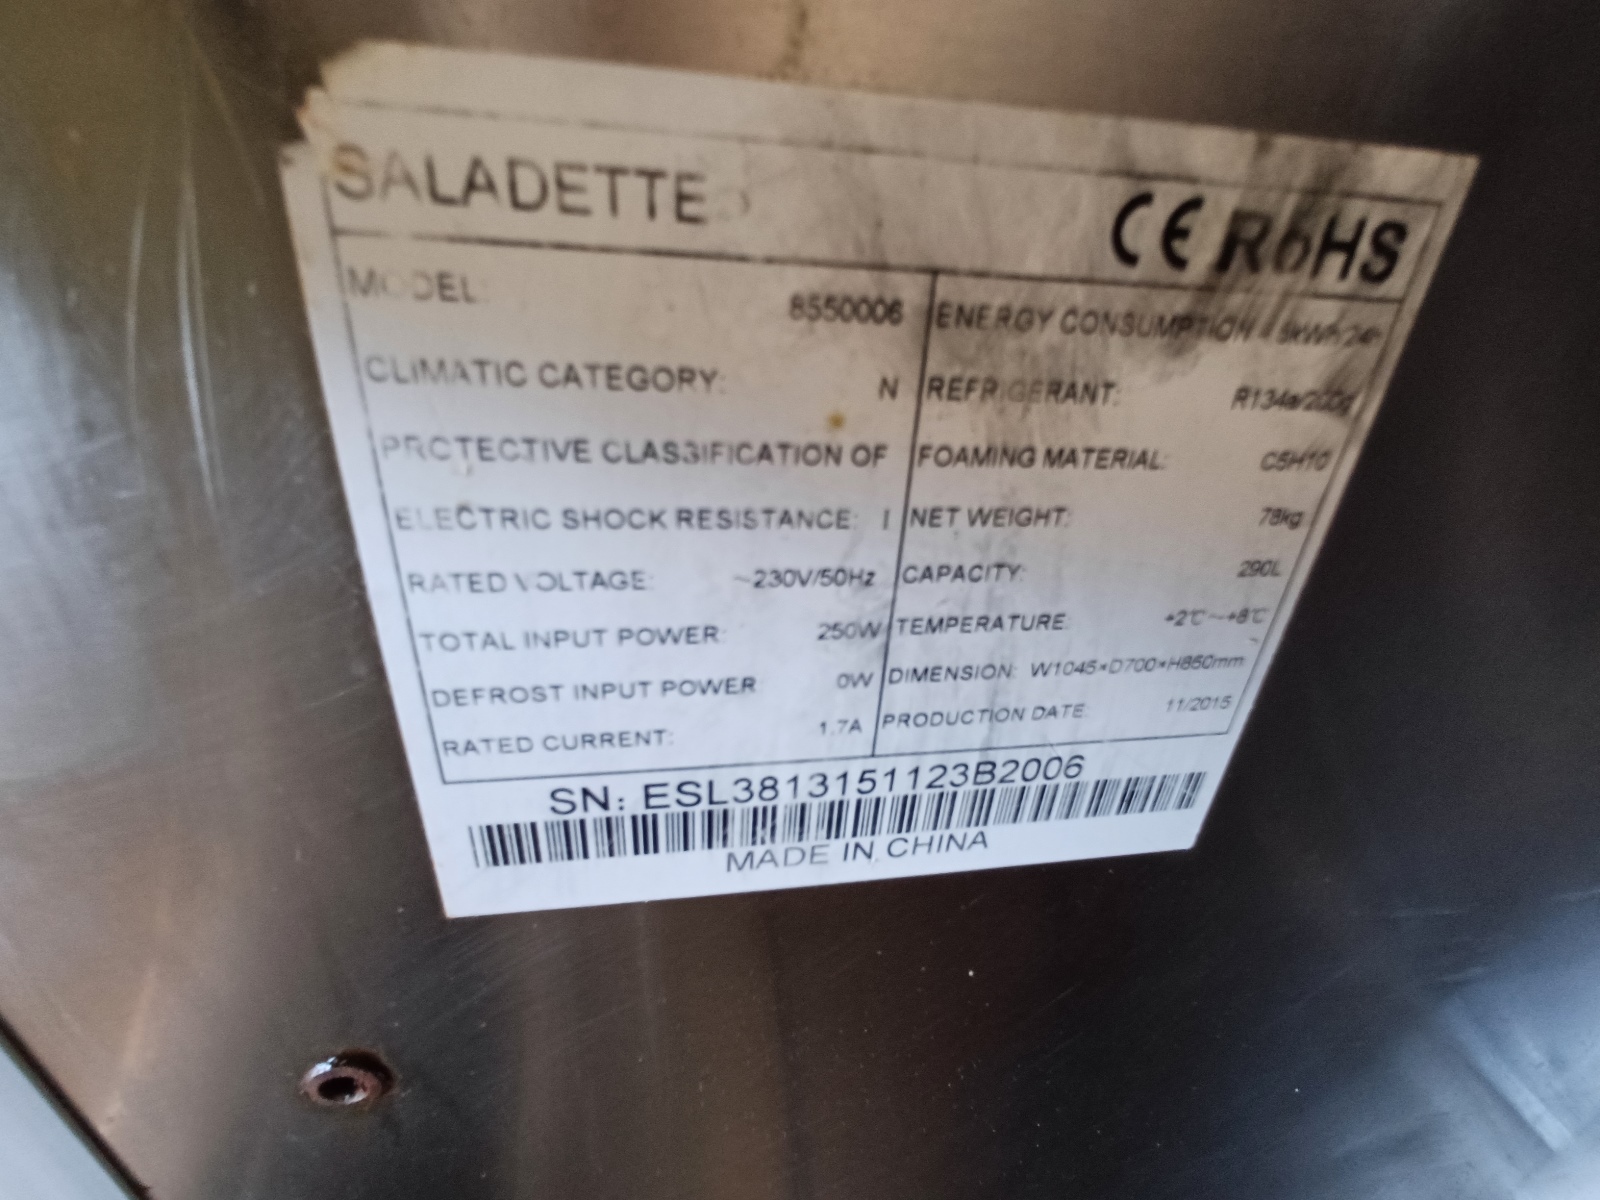 SALADETTE
CE RoHS
MODEL: 8550006
CLIMATIC CATEGORY: N
PROTECTIVE CLASSIFICATION OF
ELECTRIC SHOCK RESISTANCE: I
RATED VOLTAGE: ~230V/50Hz
TOTAL INPUT POWER: 250W
DEFROST INPUT POWER: 0W
RATED CURRENT: 1.7A
ENERGY CONSUMPTION
REFRIGERANT: R134a/200g
FOAMING MATERIAL: C5H10
NET WEIGHT: 78kg
CAPACITY: 290L
TEMPERATURE: +2℃~+8℃
DIMENSION: W1045×D700×H850mm
PRODUCTION DATE: 11/2015
SN: ESL3813151123B2006
MADE IN CHINA